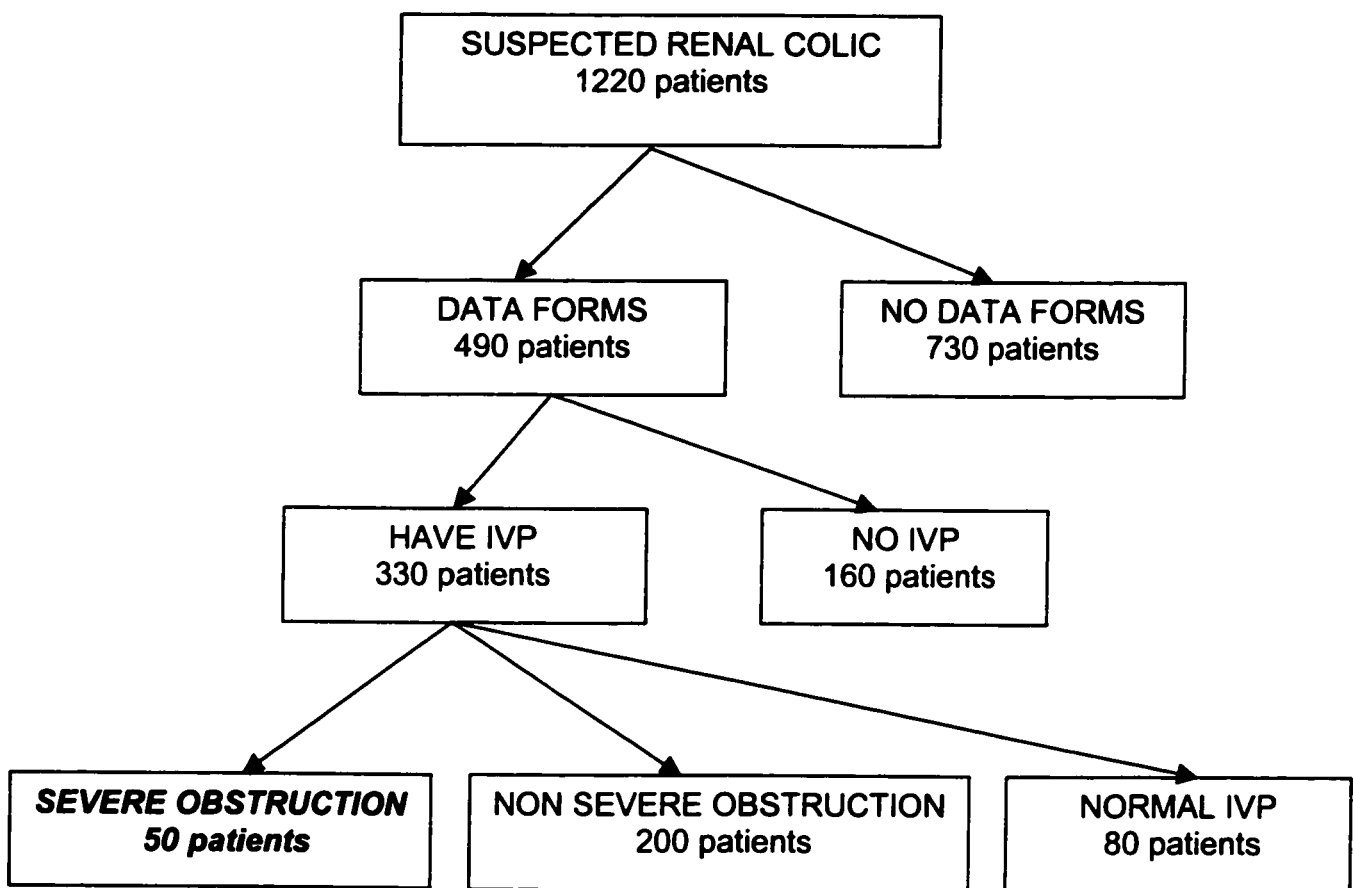 SUSPECTED RENAL COLIC
1220 patients
DATA FORMS
490 patients
NO DATA FORMS
730 patients
HAVE IVP
330 patients
NO IVP
160 patients
SEVERE OBSTRUCTION
50 patients
NON SEVERE OBSTRUCTION
200 patients
NORMAL IVP
80 patients